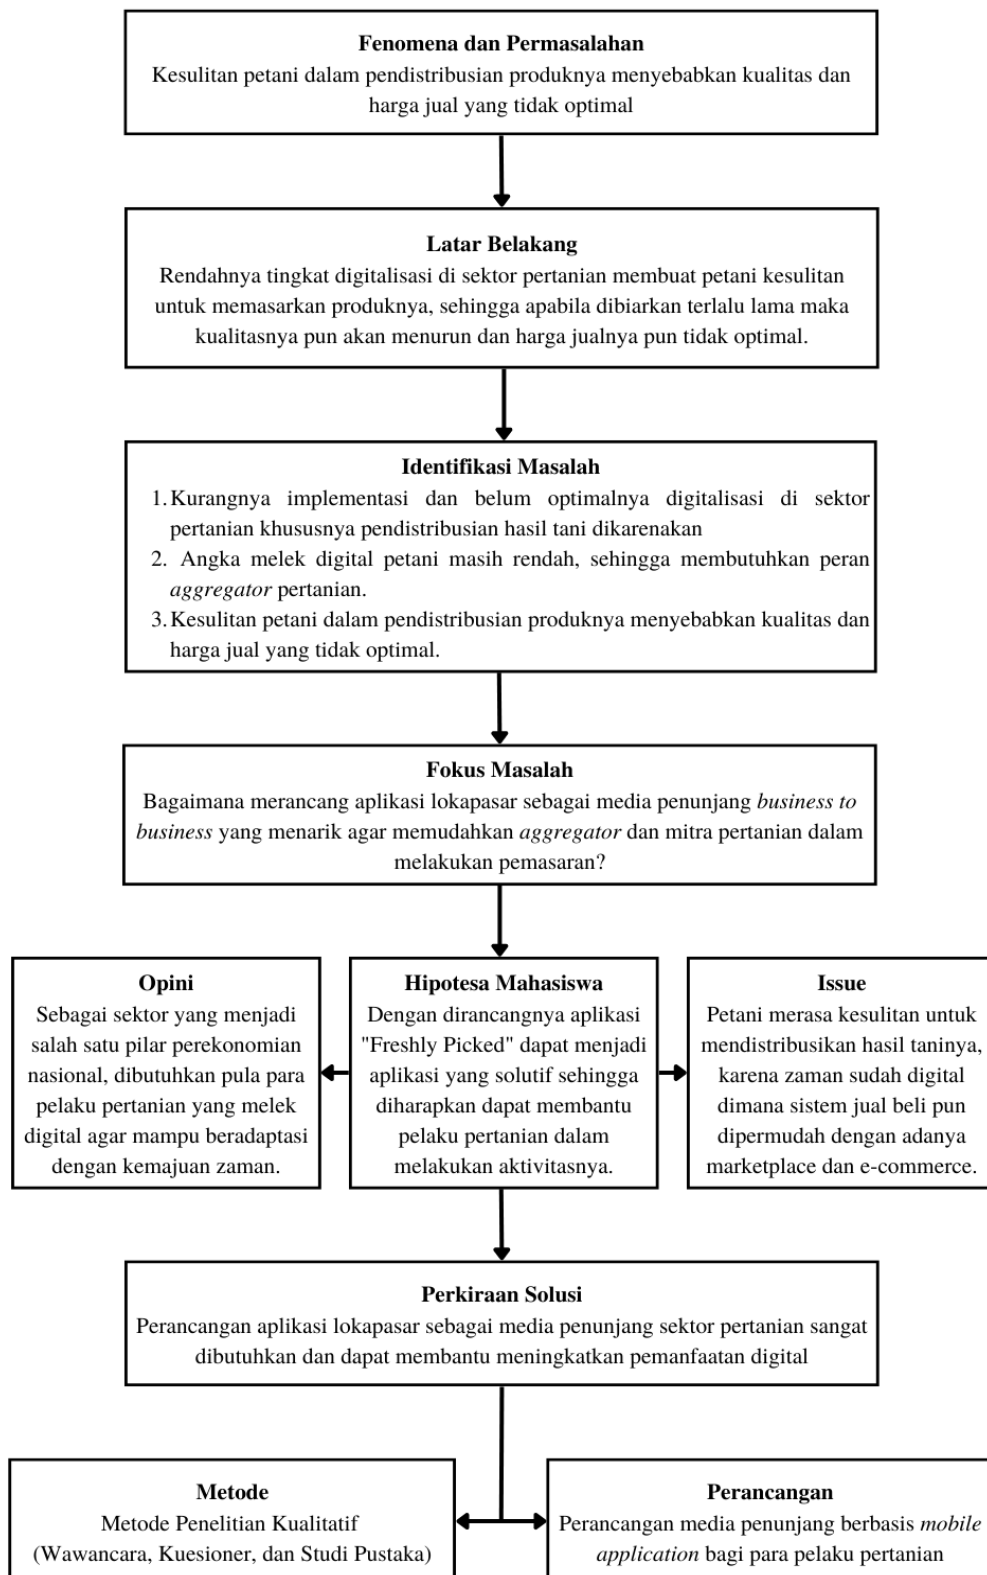 Fenomena dan Permasalahan
Kesulitan petani dalam pendistribusian produknya menyebabkan kualitas dan
harga jual yang tidak optimal
Latar Belakang
Rendahnya tingkat digitalisasi di sektor pertanian membuat petani kesulitan
untuk memasarkan produknya, sehingga apabila dibiarkan terlalu lama maka
kualitasnya pun akan menurun dan harga jualnya pun tidak optimal.
Identifikasi Masalah
1. Kurangnya implementasi dan belum optimalnya digitalisasi di sektor
pertanian khususnya pendistribusian hasil tani dikarenakan
2. Angka melek digital petani masih rendah, sehingga membutuhkan peran
aggregator pertanian.
3. Kesulitan petani dalam pendistribusian produknya menyebabkan kualitas dan
harga jual yang tidak optimal.
Fokus Masalah
Bagaimana merancang aplikasi lokapasar sebagai media penunjang business to
business yang menarik agar memudahkan aggregator dan mitra pertanian dalam
melakukan pemasaran?
Opini
Sebagai sektor yang menjadi
salah satu pilar perekonomian
nasional, dibutuhkan pula para
pelaku pertanian yang melek
digital agar mampu beradaptasi
dengan kemajuan zaman.
Hipotesa Mahasiswa
Dengan dirancangnya aplikasi
"Freshly Picked" dapat menjadi
aplikasi yang solutif sehingga
diharapkan dapat membantu
pelaku pertanian dalam
melakukan aktivitasnya.
Issue
Petani merasa kesulitan untuk
mendistribusikan hasil taninya,
karena zaman sudah digital
dimana sistem jual beli pun
dipermudah dengan adanya
marketplace dan e-commerce.
Perkiraan Solusi
Perancangan aplikasi lokapasar sebagai media penunjang sektor pertanian sangat
dibutuhkan dan dapat membantu meningkatkan pemanfaatan digital
Metode
Metode Penelitian Kualitatif
(Wawancara, Kuesioner, dan Studi Pustaka)
Perancangan
Perancangan media penunjang berbasis mobile
application bagi para pelaku pertanian